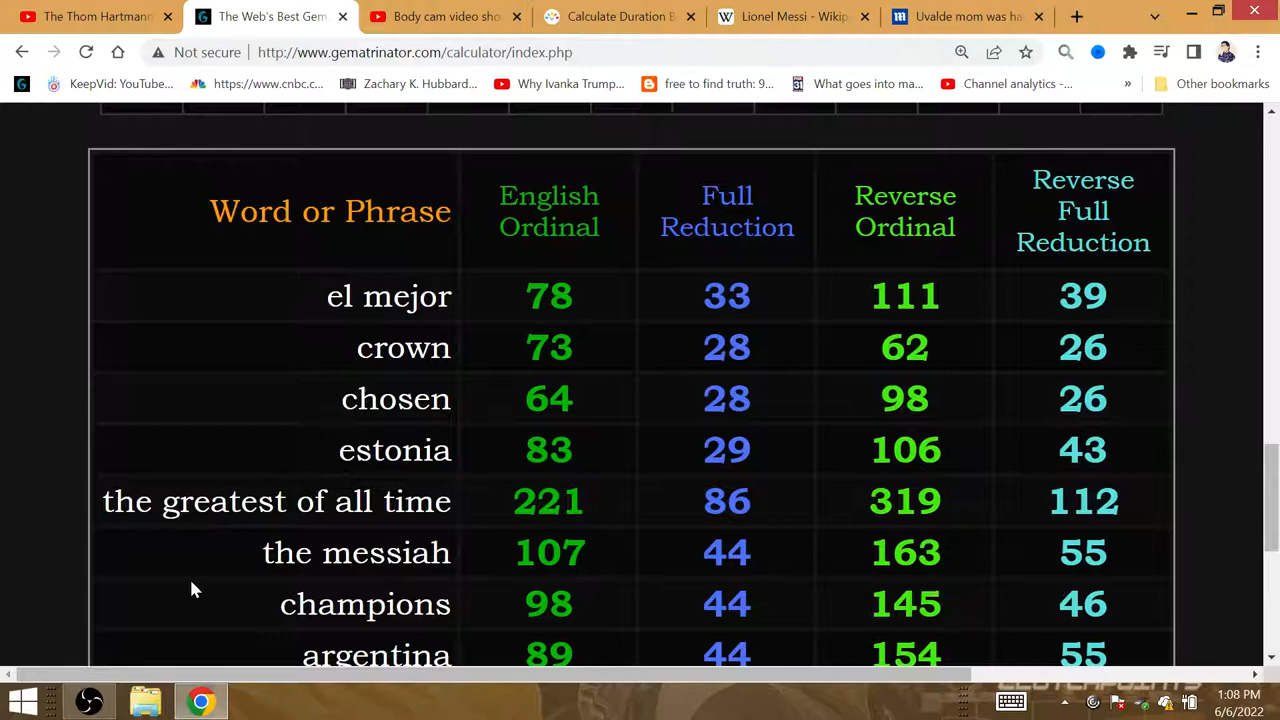 The Thom Hartmann
The Web's Best Gem
Body cam video sho
Calculate Duration B
Lionel Messi - Wikip
Uvalde mom was ha
Not secure
http://www.gematrinator.com/calculator/index.php
KeepVid: YouTube...
https://www.cnbc.c...
Zachary K. Hubbard...
Why Ivanka Trump...
free to find truth: 9...
What goes into ma...
Channel analytics -...
»
Other bookmarks
Word or Phrase
English
Ordinal
Full
Reduction
Reverse
Ordinal
Reverse
Full
Reduction
el mejor 78 33 111 39
crown 73 28 62 26
chosen 64 28 98 26
estonia 83 29 106 43
the greatest of all time 221 86 319 112
the messiah 107 44 163 55
champions 98 44 145 46
argentina 89 44 154 55
CLUTCHPOINTS
1:08 PM
6/6/2022